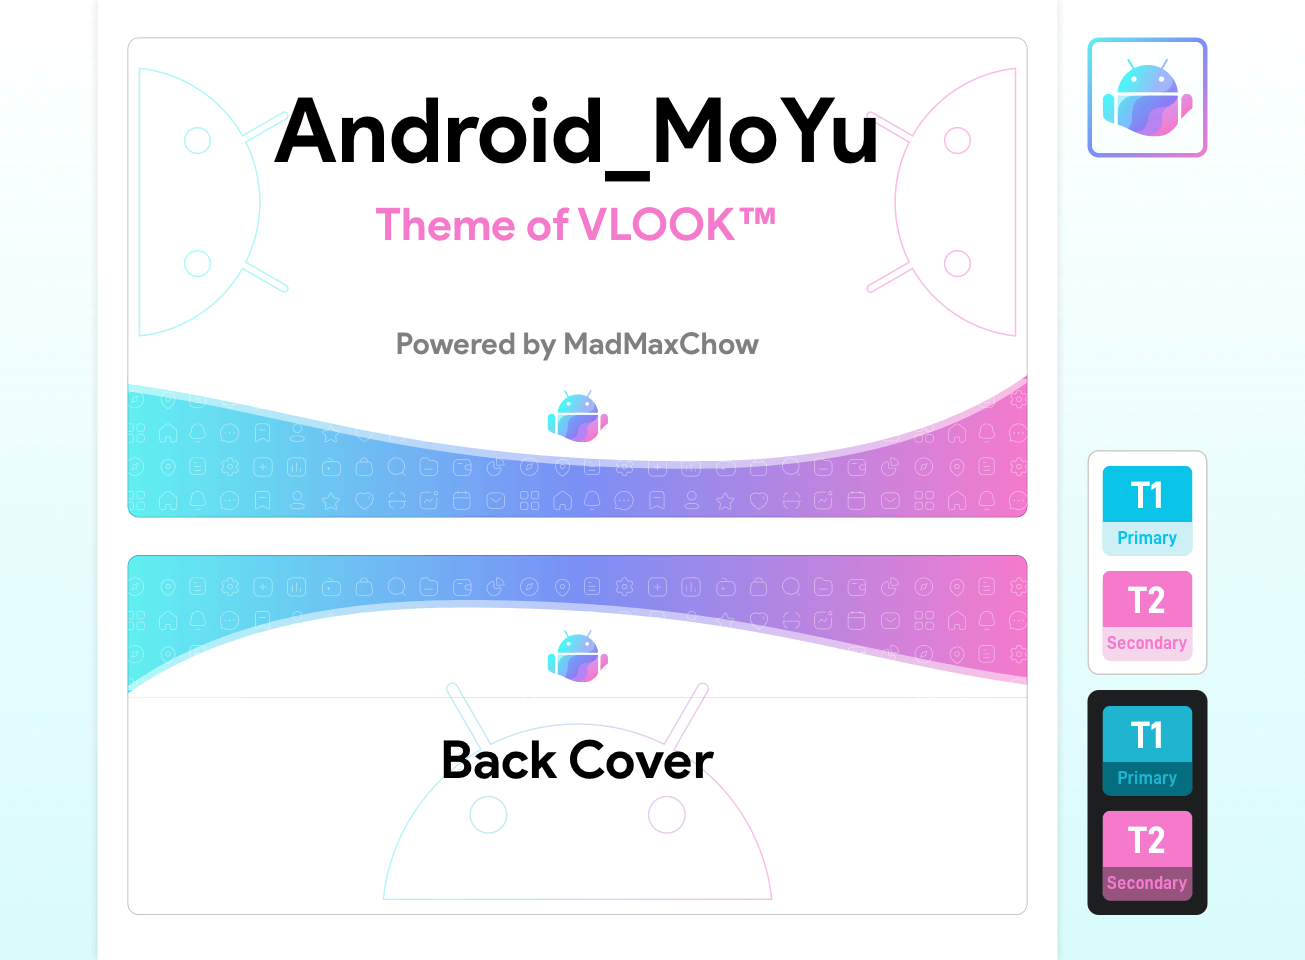 Android_MoYu
Theme of VLOOK™
Powered by MadMaxChow
Back Cover
T1
Primary
T2
Secondary
T1
Primary
T2
Secondary